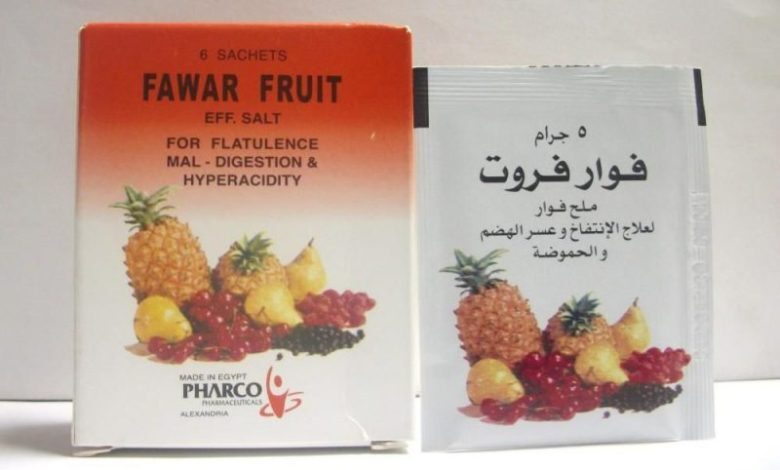 6 SACHETS
FAWAR FRUIT
EFF. SALT
FOR FLATULENCE
MAL - DIGESTION &
HYPERACIDITY
MADE IN EGYPT
PHARCO
PHARMACEUTICALS
ALEXANDRIA
٥ جرام
فوار فروت
ملح فوار
لعلاج الإنتفاخ و عسر الهضم
و الحموضة